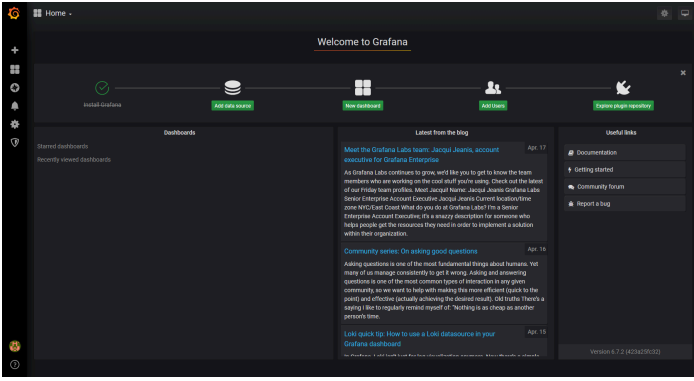 Home
Welcome to Grafana
Install Grafana
Add data source
New dashboard
Add Users
Explore plugin repository
Dashboards
Starred dashboards
Recently viewed dashboards
Latest from the blog
Meet the Grafana Labs team: Jacqui Jeanis, account
executive for Grafana Enterprise
Apr. 17
As Grafana Labs continues to grow, we'd like you to get to know the team
members who are working on the cool stuff you're using. Check out the latest
of our Friday team profiles. Meet Jacqui! Name: Jacqui Jeanis Grafana Labs
Senior Enterprise Account Executive Jacqui Jeanis Current location/time
zone NYC/East Coast What do you do at Grafana Labs? I'm a Senior
Enterprise Account Executive; it's a snazzy description for someone who
helps people get the resources they need in order to implement a solution
within their organization.
Community series: On asking good questions
Apr. 16
Asking questions is one of the most fundamental things about humans. Yet
many of us manage consistently to get it wrong. Asking and answering
questions is one of the most common types of interaction in any given
community, so we want to help with making this more efficient (quick to the
point) and effective (actually achieving the desired result). Old truths There's a
saying I like to regularly remind myself of: "Nothing is as cheap as another
person's time.
Loki quick tip: How to use a Loki datasource in your
Grafana dashboard
Apr. 15
Useful links
Documentation
Getting started
Community forum
Report a bug
Version 6.7.2 (423a25fc32)